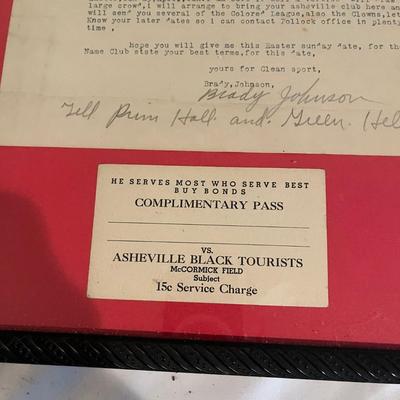 large crowd,i will arrange to bring your asheville club here an
will send you several of the Colored League,also the Clowns,let
Know your later dates so i can contact Pollock office in plenty
time ,
Hope you will give me this Easter sunday date, for th
Name Club state your best terms,for this date,
yours for Clean sport,
Brady,Johnson,
Brady Johnson
Tell Prim Hall. and. Green. Hel
HE SERVES MOST WHO SERVE BEST
BUY BONDS
COMPLIMENTARY PASS
VS.
ASHEVILLE BLACK TOURISTS
McCORMICK FIELD
Subject
15c Service Charge